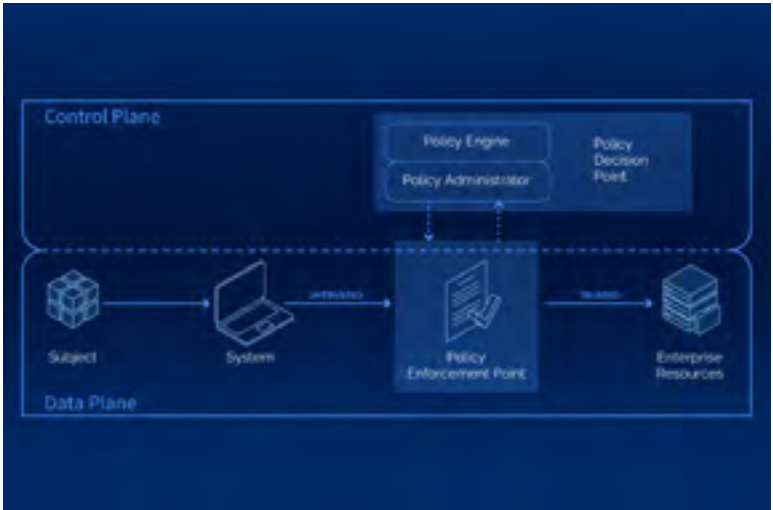 Control Plane
Policy Engine
Policy Administrator
Policy
Decision
Point
Subject
System
Policy
Enforcement Point
Enterprise
Resources
Data Plane